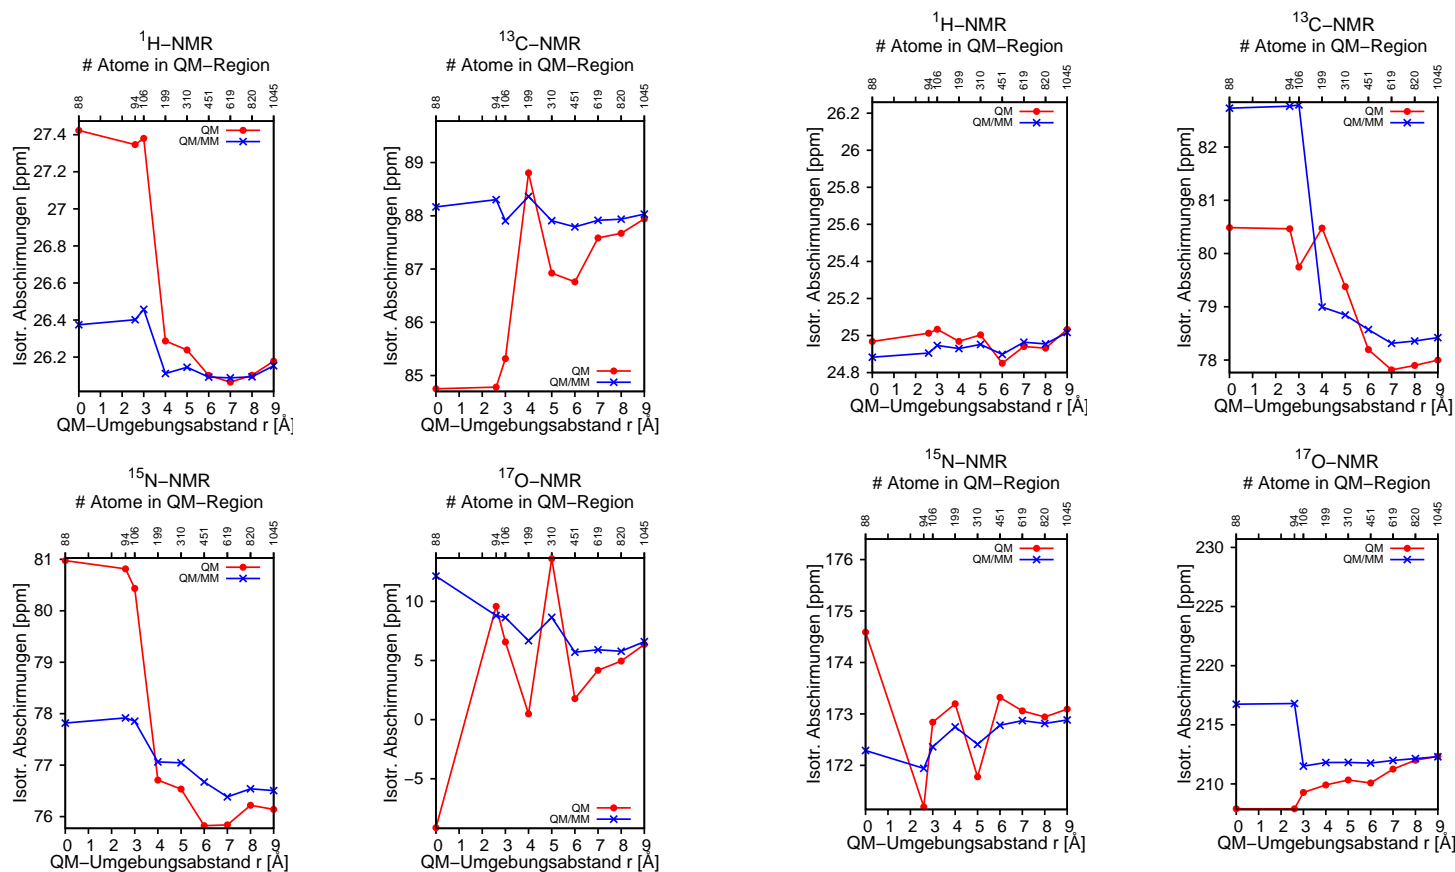 ¹H–NMR
# Atome in QM–Region
88 94 106 199 310 451 619 820 1045
QM
QM/MM
27.4
27.2
27
26.8
26.6
26.4
26.2
Isotr. Abschirmungen [ppm]
0 1 2 3 4 5 6 7 8 9
QM–Umgebungsabstand r [Å]
¹³C–NMR
# Atome in QM–Region
88 94 106 199 310 451 619 820 1045
89
88
87
86
85
Isotr. Abschirmungen [ppm]
QM
QM/MM
0 1 2 3 4 5 6 7 8 9
QM–Umgebungsabstand r [Å]
¹H–NMR
# Atome in QM–Region
88 94 106 199 310 451 619 820 1045
QM
QM/MM
26.2
26
25.8
25.6
25.4
25.2
25
24.8
Isotr. Abschirmungen [ppm]
0 1 2 3 4 5 6 7 8 9
QM–Umgebungsabstand r [Å]
¹³C–NMR
# Atome in QM–Region
88 94 106 199 310 451 619 820 1045
QM
QM/MM
82
81
80
79
78
Isotr. Abschirmungen [ppm]
0 1 2 3 4 5 6 7 8 9
QM–Umgebungsabstand r [Å]
¹⁵N–NMR
# Atome in QM–Region
88 94 106 199 310 451 619 820 1045
QM
QM/MM
81
80
79
78
77
76
Isotr. Abschirmungen [ppm]
0 1 2 3 4 5 6 7 8 9
QM–Umgebungsabstand r [Å]
¹⁷O–NMR
# Atome in QM–Region
88 94 106 199 310 451 619 820 1045
10
5
0
−5
Isotr. Abschirmungen [ppm]
QM
QM/MM
0 1 2 3 4 5 6 7 8 9
QM–Umgebungsabstand r [Å]
¹⁵N–NMR
# Atome in QM–Region
88 94 106 199 310 451 619 820 1045
QM
QM/MM
176
175
174
173
172
Isotr. Abschirmungen [ppm]
0 1 2 3 4 5 6 7 8 9
QM–Umgebungsabstand r [Å]
¹⁷O–NMR
# Atome in QM–Region
88 94 106 199 310 451 619 820 1045
QM
QM/MM
230
225
220
215
210
Isotr. Abschirmungen [ppm]
0 1 2 3 4 5 6 7 8 9
QM–Umgebungsabstand r [Å]